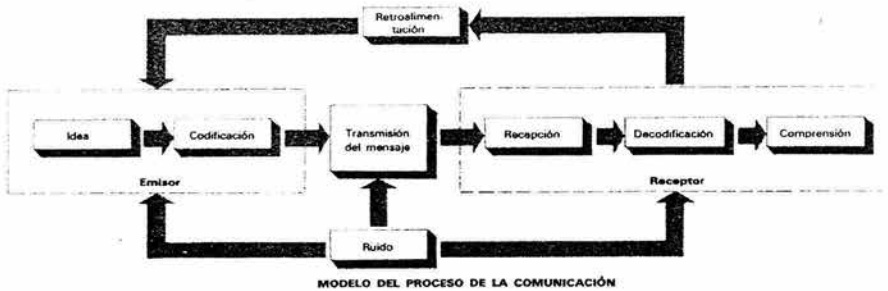 Retroalimen-
tación
Idea
Codificación
Transmisión
del mensaje
Recepción
Decodificación
Comprensión
Emisor
Receptor
Ruido
MODELO DEL PROCESO DE LA COMUNICACIÓN